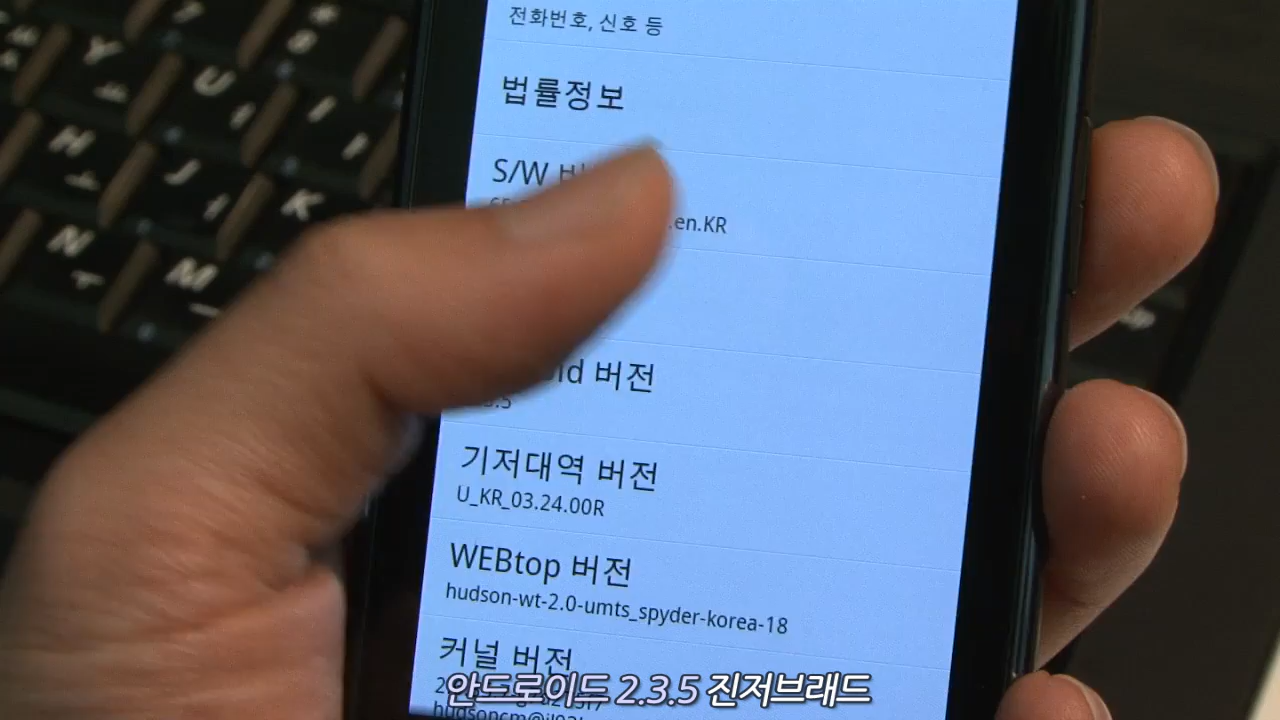 전화번호, 신호 등
법률정보
S/W
.en.KR
버전
기저대역 버전
U_KR_03.24.00R
WEBtop 버전
hudson-wt-2.0-umts_spyder-korea-18
커널 버전
안드로이드 2.3.5 진저브래드
8
Y
U
I
H
J
K
N
M